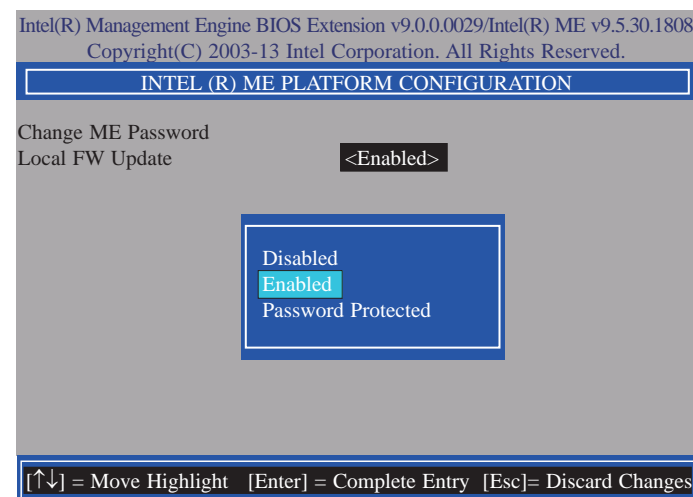 Intel(R) Management Engine BIOS Extension v9.0.0.0029/Intel(R) ME v9.5.30.1808
Copyright(C) 2003-13 Intel Corporation. All Rights Reserved.
INTEL (R) ME PLATFORM CONFIGURATION
Change ME Password
Local FW Update <Enabled>
Disabled
Enabled
Password Protected
[↑↓] = Move Highlight [Enter] = Complete Entry [Esc]= Discard Changes